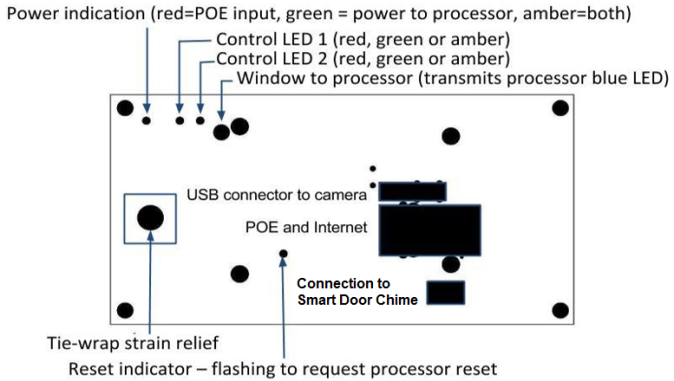 Power indication (red=POE input, green = power to processor, amber=both)
Control LED 1 (red, green or amber)
Control LED 2 (red, green or amber)
Window to processor (transmits processor blue LED)
USB connector to camera
POE and Internet
Connection to
Smart Door Chime
Tie-wrap strain relief
Reset indicator – flashing to request processor reset